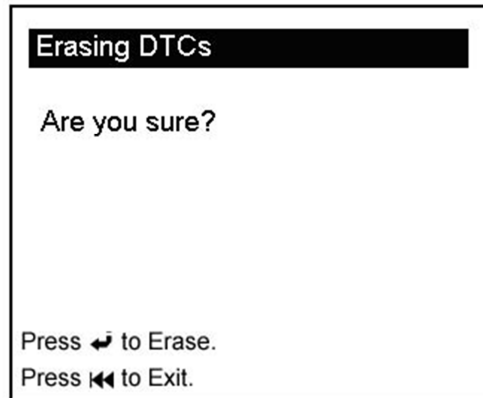 Erasing DTCs
Are you sure?
Press ↵ to Erase.
Press ⏮ to Exit.